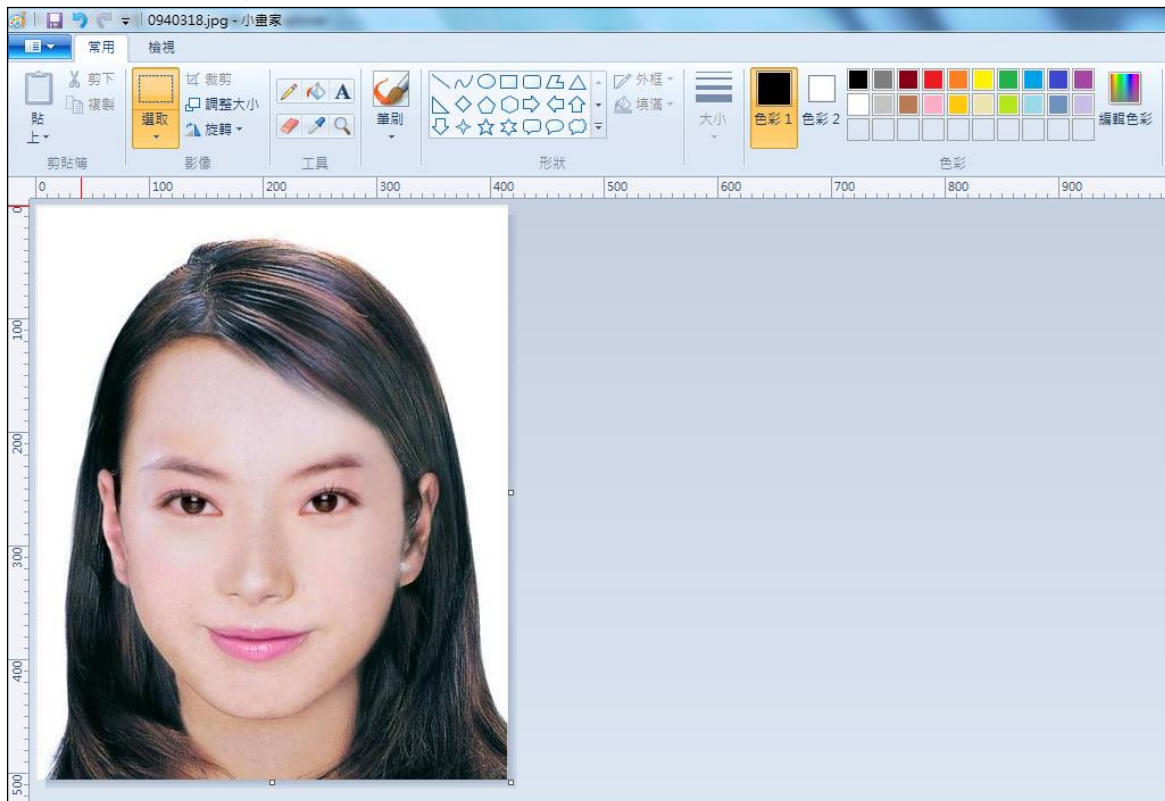 0940318.jpg - 小畫家
常用 檢視
剪下
複製
貼上
剪貼簿
選取
裁剪
調整大小
旋轉
影像
A
工具
筆刷
外框
填滿
形狀
大小
色彩 1 色彩 2
編輯色彩
色彩
0 100 200 300 400 500 600 700 800 900
0
100
200
300
400
500